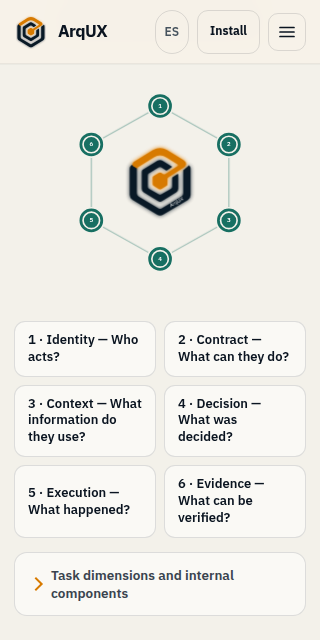 ArqUX
ES
Install
1
2
3
4
5
6
1 · Identity — Who
acts?
2 · Contract —
What can they do?
3 · Context — What
information do
they use?
4 · Decision —
What was
decided?
5 · Execution —
What happened?
6 · Evidence —
What can be
verified?
Task dimensions and internal
components